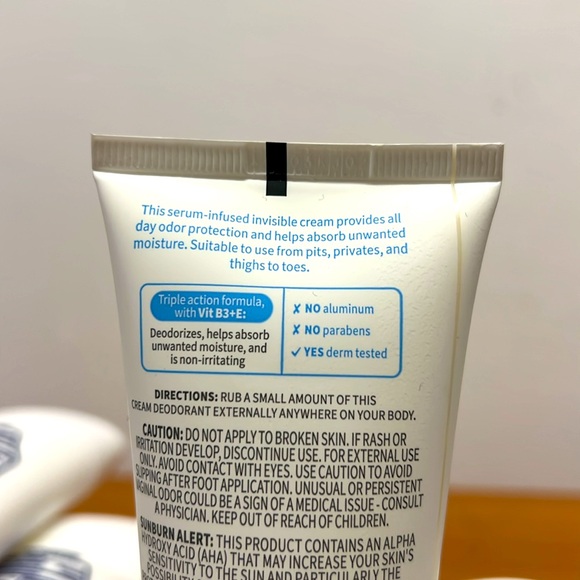 This serum-infused invisible cream provides all
day odor protection and helps absorb unwanted
moisture. Suitable to use from pits, privates, and
thighs to toes.
Triple action formula,
with Vit B3+E:
Deodorizes, helps absorb
unwanted moisture, and
is non-irritating
✘ NO aluminum
✘ NO parabens
✓ YES derm tested
DIRECTIONS: RUB A SMALL AMOUNT OF THIS
CREAM DEODORANT EXTERNALLY ANYWHERE ON YOUR BODY.
CAUTION: DO NOT APPLY TO BROKEN SKIN. IF RASH OR
IRRITATION DEVELOP, DISCONTINUE USE. FOR EXTERNAL USE
ONLY. AVOID CONTACT WITH EYES. USE CAUTION TO AVOID
SLIPPING AFTER FOOT APPLICATION. UNUSUAL OR PERSISTENT
VAGINAL ODOR COULD BE A SIGN OF A MEDICAL ISSUE - CONSULT
A PHYSICIAN. KEEP OUT OF REACH OF CHILDREN.
SUNBURN ALERT: THIS PRODUCT CONTAINS AN ALPHA
HYDROXY ACID (AHA) THAT MAY INCREASE YOUR SKIN'S
SENSITIVITY TO THE SUN AND PARTICULARLY THE